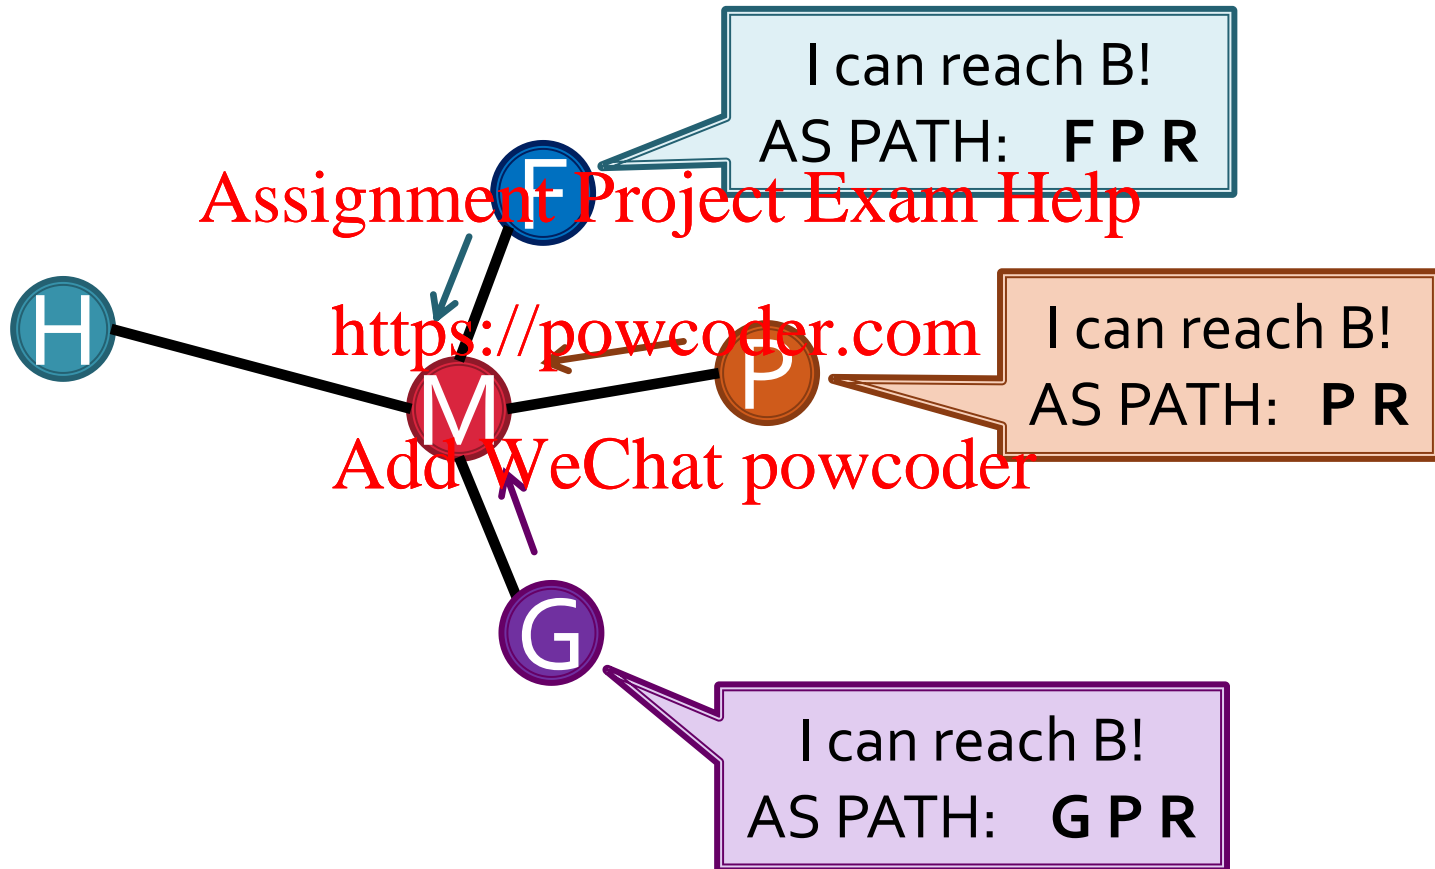 I can reach B!
AS PATH: F P R
F
Assignment Project Exam Help
H
https://powcoder.com
P
I can reach B!
AS PATH: P R
M
Add WeChat powcoder
G
I can reach B!
AS PATH: G P R